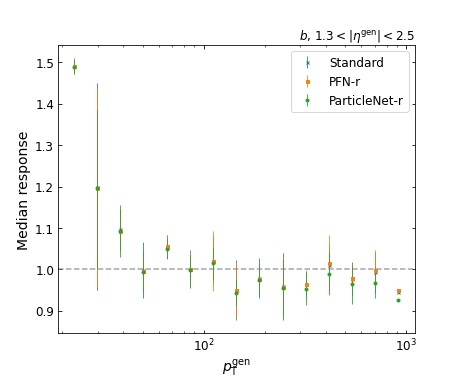 b, 1.3 < |η^gen| < 2.5
Standard
PFN-r
ParticleNet-r
Median response
1.5
1.4
1.3
1.2
1.1
1.0
0.9
10^2
10^3
p_T^gen